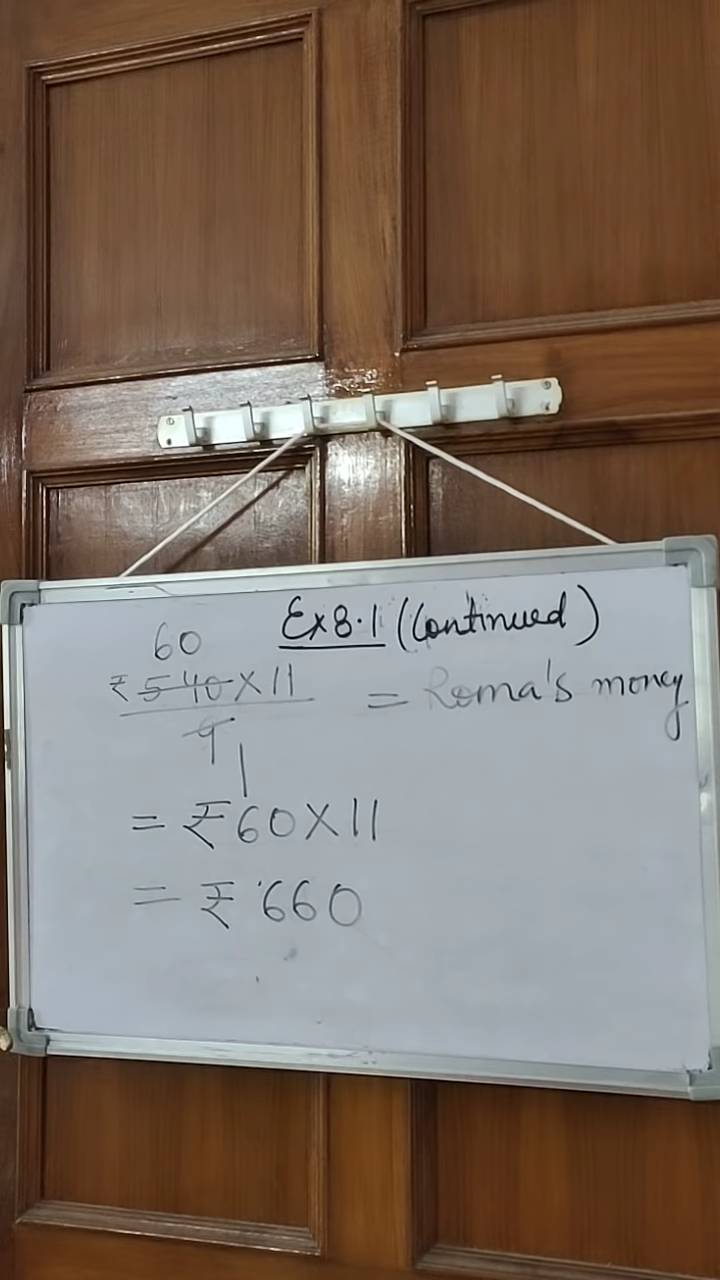 Ex 8.1 (Continued)
60
₹ 540 X 11 = Roma's money
9
1
= ₹ 60 X 11
= ₹ 660